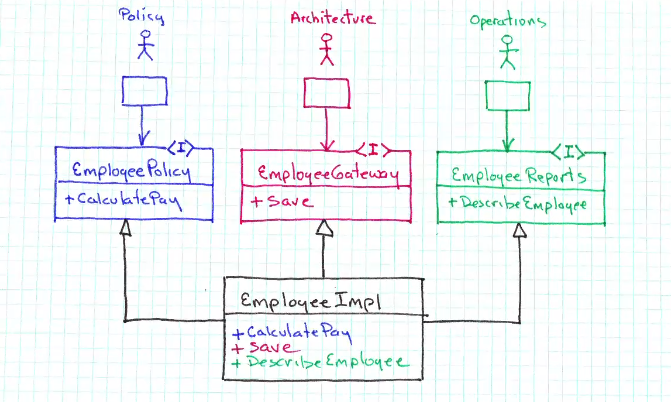 Policy
Architecture
Operations
<I>
<I>
<I>
EmployeePolicy
EmployeeGateway
EmployeeReports
+CalculatePay
+Save
+DescribeEmployee
EmployeeImpl
+CalculatePay
+Save
+DescribeEmployee